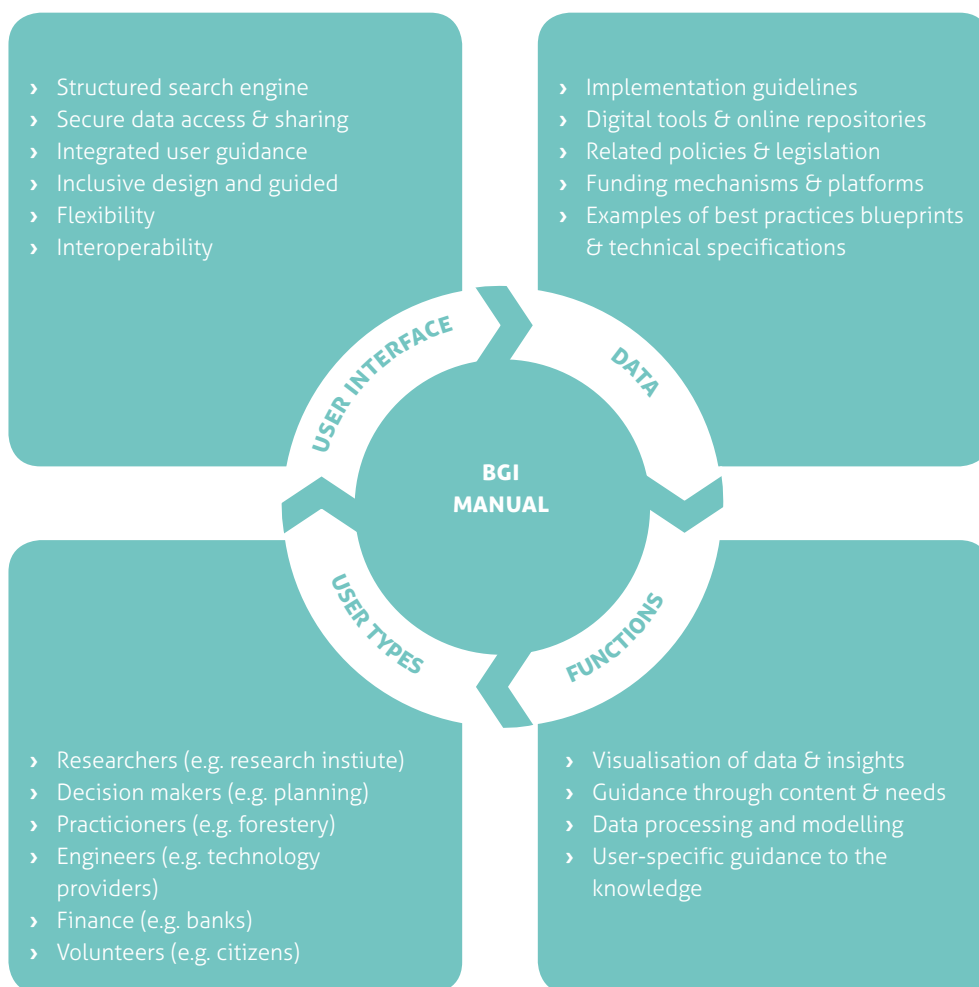 › Structured search engine
› Secure data access & sharing
› Integrated user guidance
› Inclusive design and guided
› Flexibility
› Interoperability
› Implementation guidelines
› Digital tools & online repositories
› Related policies & legislation
› Funding mechanisms & platforms
› Examples of best practices blueprints
& technical specifications
USER INTERFACE
DATA
BGI
MANUAL
USER TYPES
FUNCTIONS
› Researchers (e.g. research instiute)
› Decision makers (e.g. planning)
› Practicioners (e.g. forestery)
› Engineers (e.g. technology
providers)
› Finance (e.g. banks)
› Volunteers (e.g. citizens)
› Visualisation of data & insights
› Guidance through content & needs
› Data processing and modelling
› User-specific guidance to the
knowledge